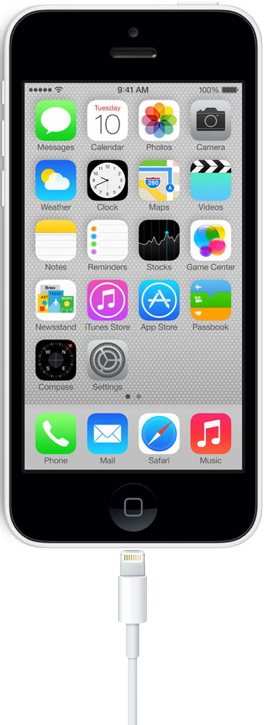 9:41 AM 100%
Tuesday
10
Messages Calendar Photos Camera
280
Weather Clock Maps Videos
Notes Reminders Stocks Game Center
Newsstand iTunes Store App Store Passbook
N
W E
S
Compass Settings
Phone Mail Safari Music